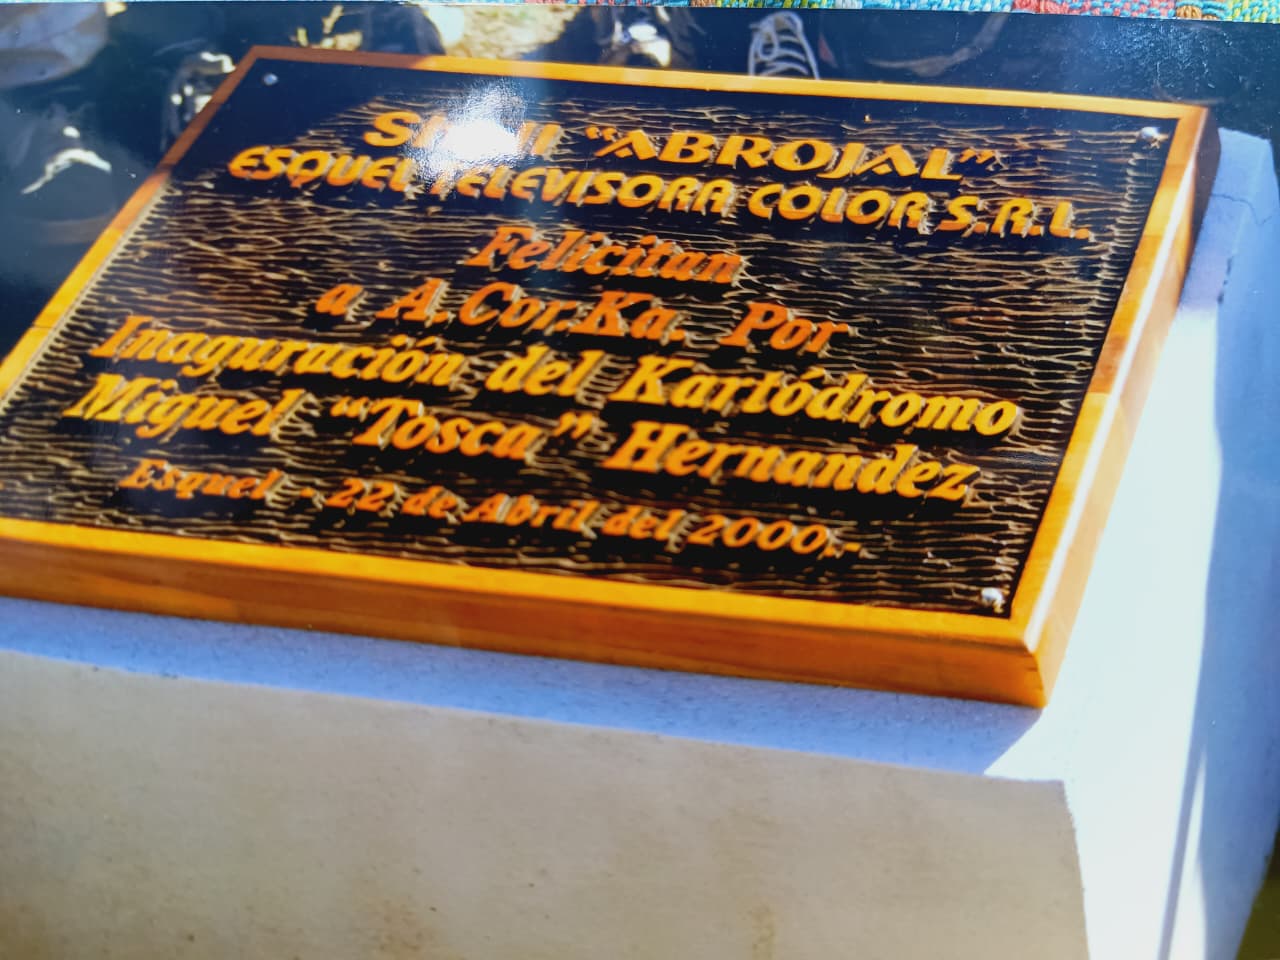 "ABROJAL"
ESQUEL TELEVISORA COLOR S.R.L.
Felicitan
a A.Cor.Ka. Por
Inaguración del Kartódromo
Miguel "Tosca" Hernandez
Esquel - 22 de Abril del 2000.-